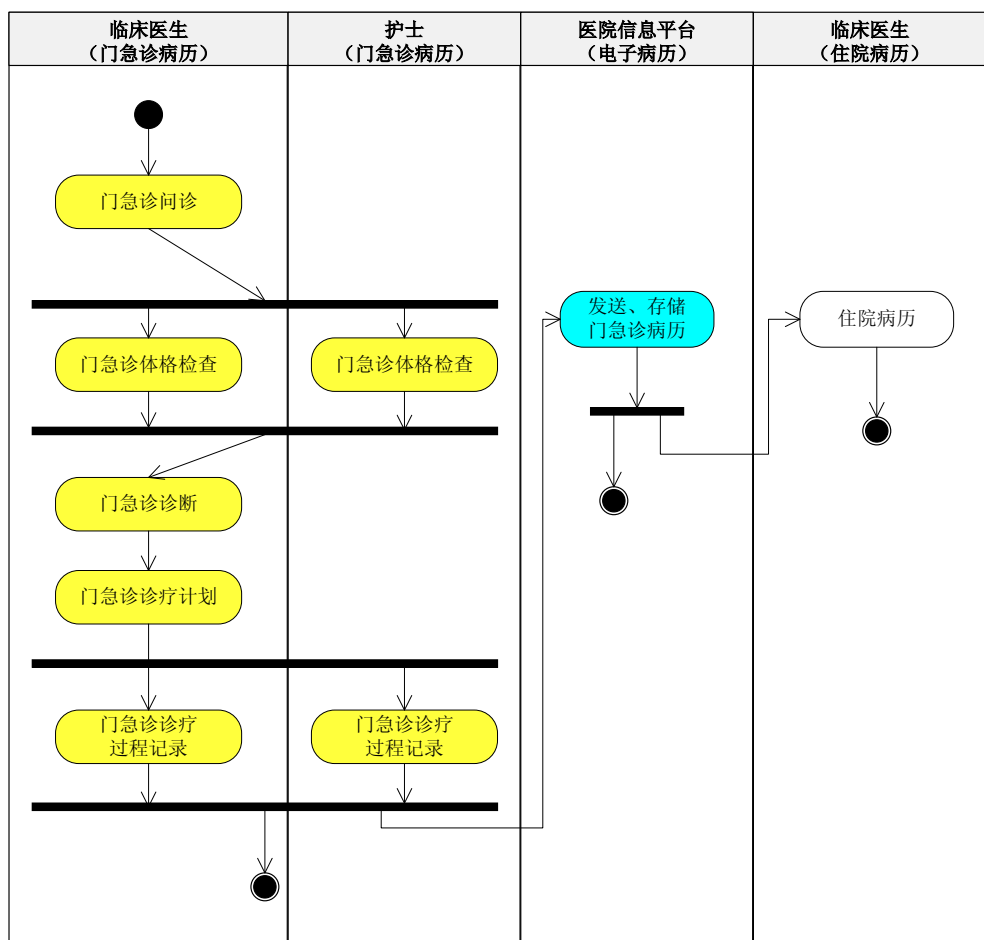 临床医生
（门急诊病历）
护士
（门急诊病历）
医院信息平台
（电子病历）
临床医生
（住院病历）
门急诊问诊
发送、存储
门急诊病历
住院病历
门急诊体格检查
门急诊体格检查
门急诊诊断
门急诊诊疗计划
门急诊诊疗
过程记录
门急诊诊疗
过程记录